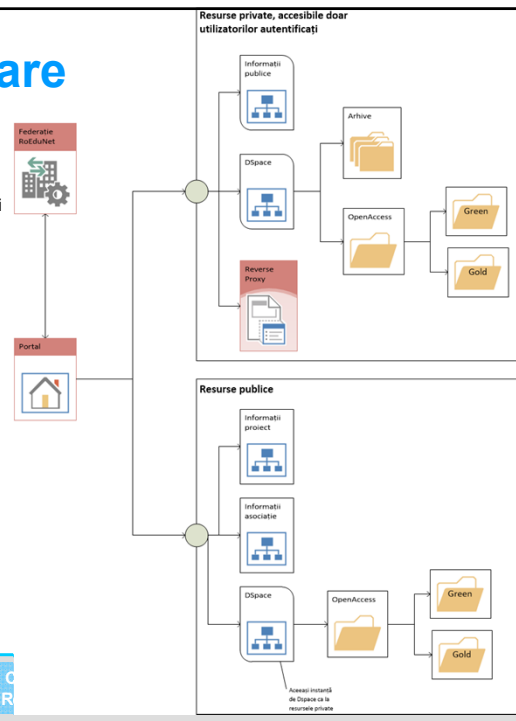 Resurse private, accesibile doar
utilizatorilor autentificați
are
Federație
RoEduNet
i
Portal
Informații
publice
DSpace
Arhive
OpenAccess
Green
Gold
Reverse
Proxy
Resurse publice
Informații
proiect
Informații
asociație
DSpace
OpenAccess
Green
Gold
Aceeași instanță
de Dspace ca la
resursele private
C
R